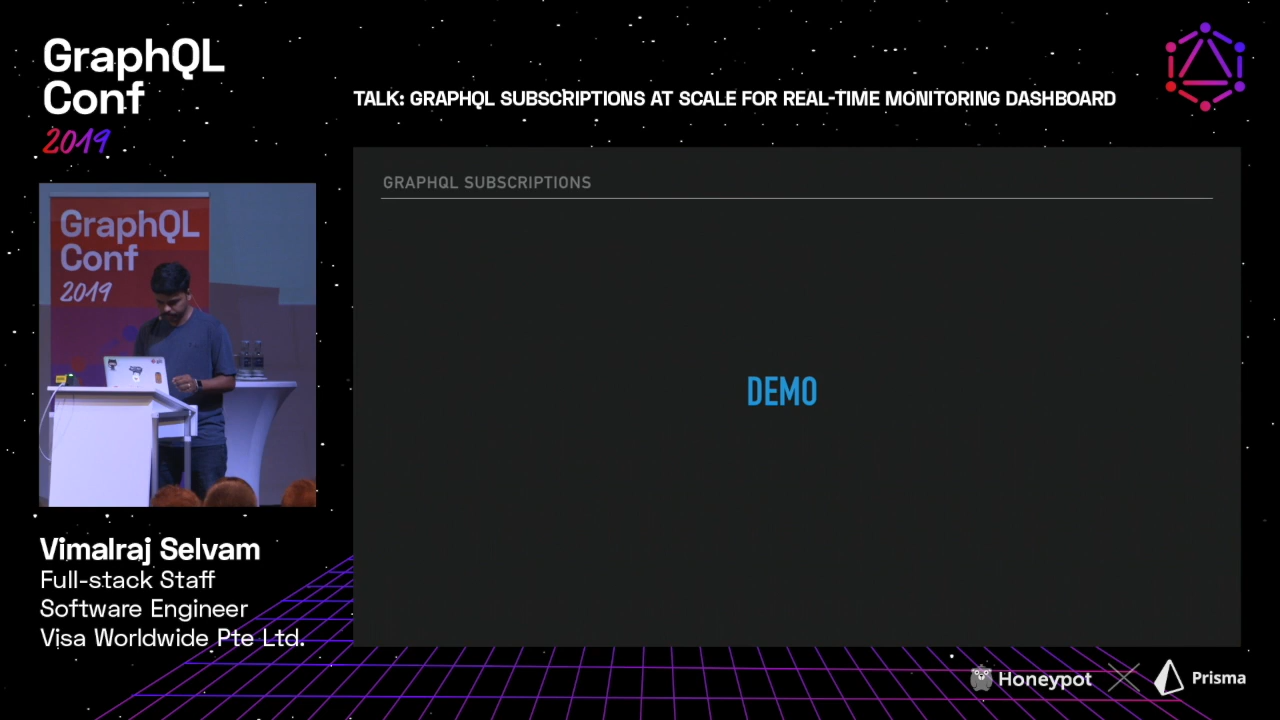 GraphQL
Conf
2019
TALK: GRAPHQL SUBSCRIPTIONS AT SCALE FOR REAL-TIME MONITORING DASHBOARD
GRAPHQL SUBSCRIPTIONS
DEMO
GraphQL
Conf
2019
Vimalraj Selvam
Full-stack Staff
Software Engineer
Visa Worldwide Pte Ltd.
Honeypot
Prisma